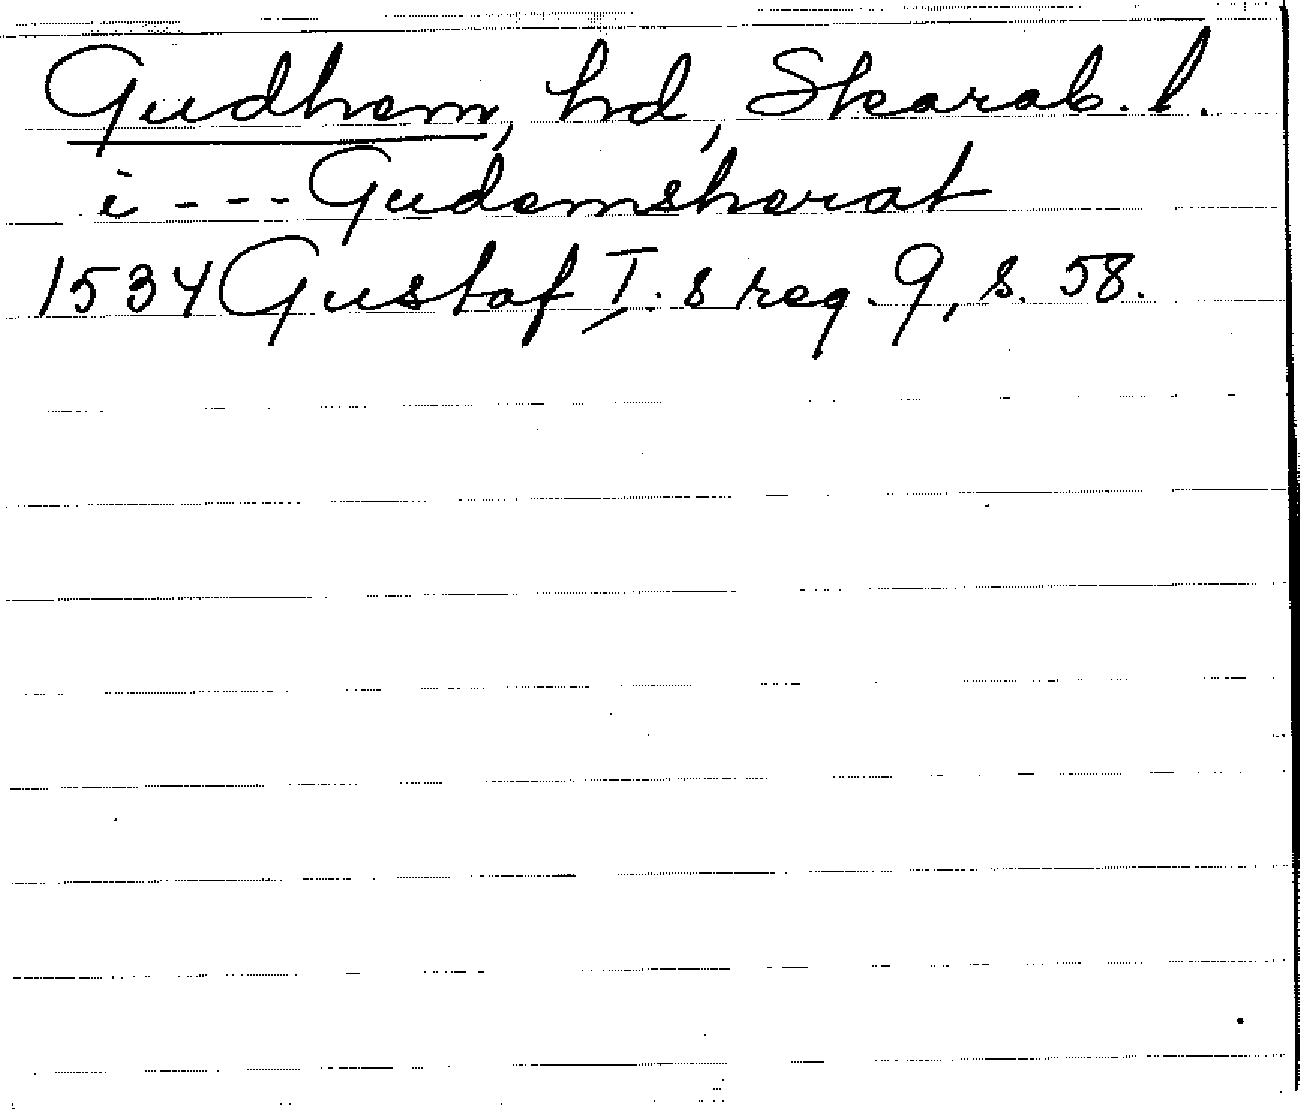 Gudhem, hd, Skarab. l.
i --- Gudemsherat
1534 Gustaf I. s reg. 9, s. 58.